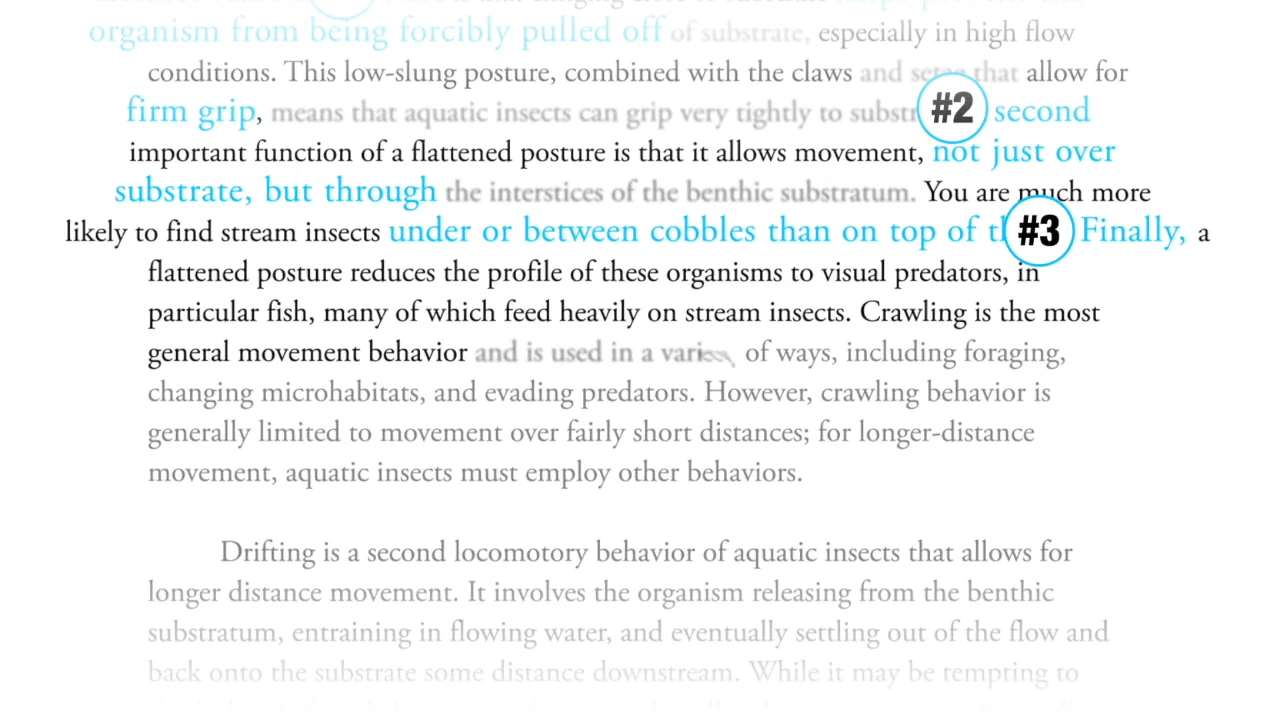 organism from being forcibly pulled off of substrate, especially in high flow
conditions. This low-slung posture, combined with the claws and setae that allow for
firm grip, means that aquatic insects can grip very tightly to #2 second
important function of a flattened posture is that it allows movement, not just over
substrate, but through the interstices of the benthic substratum. You are much more
likely to find stream insects under or between cobbles than on top of #3 Finally, a
flattened posture reduces the profile of these organisms to visual predators, in
particular fish, many of which feed heavily on stream insects. Crawling is the most
general movement behavior and is used in a of ways, including foraging,
changing microhabitats, and evading predators. However, crawling behavior is
generally limited to movement over fairly short distances; for longer-distance
movement, aquatic insects must employ other behaviors.
Drifting is a second locomotory behavior of aquatic insects that allows for
longer distance movement. It involves the organism releasing from the benthic
substratum, entraining in flowing water, and eventually settling out of the flow and
back onto the substrate some distance downstream. While it may be tempting to